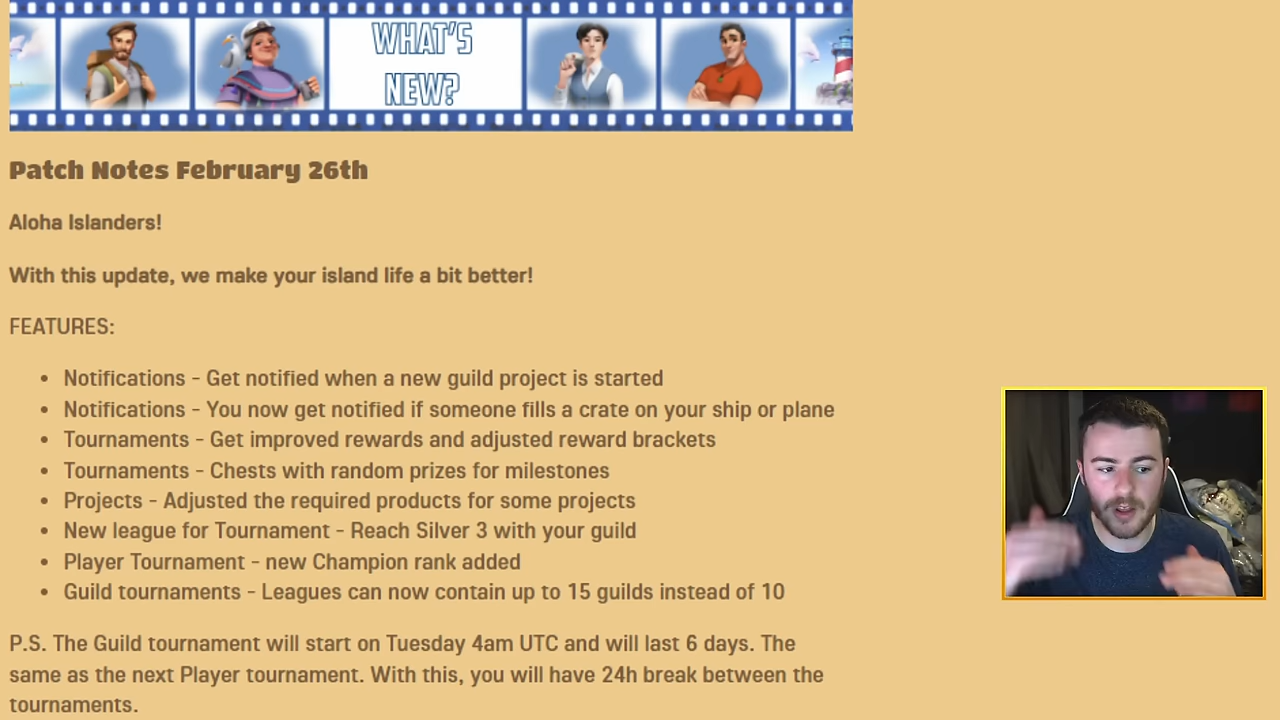 WHAT'S
NEW?
Patch Notes February 26th
Aloha Islanders!
With this update, we make your island life a bit better!
FEATURES:
• Notifications - Get notified when a new guild project is started
• Notifications - You now get notified if someone fills a crate on your ship or plane
• Tournaments - Get improved rewards and adjusted reward brackets
• Tournaments - Chests with random prizes for milestones
• Projects - Adjusted the required products for some projects
• New league for Tournament - Reach Silver 3 with your guild
• Player Tournament - new Champion rank added
• Guild tournaments - Leagues can now contain up to 15 guilds instead of 10
P.S. The Guild tournament will start on Tuesday 4am UTC and will last 6 days. The
same as the next Player tournament. With this, you will have 24h break between the
tournaments.